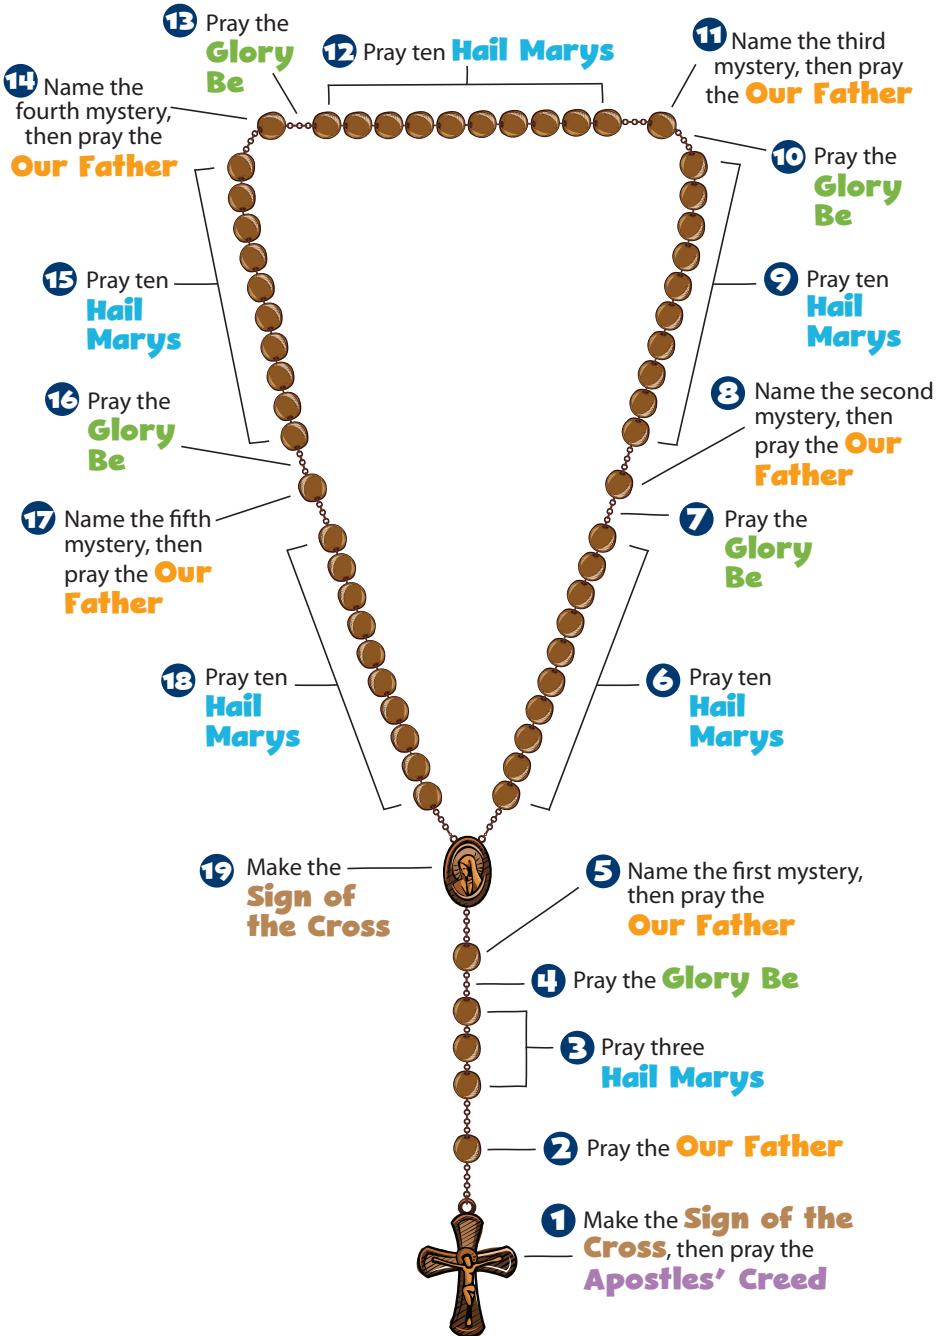 13 Pray the
Glory
Be
12 Pray ten Hail Marys
11 Name the third
mystery, then pray
the Our Father
14 Name the
fourth mystery,
then pray the
Our Father
10 Pray the
Glory
Be
15 Pray ten
Hail
Marys
9 Pray ten
Hail
Marys
16 Pray the
Glory
Be
8 Name the second
mystery, then
pray the Our
Father
17 Name the fifth
mystery, then
pray the Our
Father
7 Pray the
Glory
Be
18 Pray ten
Hail
Marys
6 Pray ten
Hail
Marys
19 Make the
Sign of
the Cross
5 Name the first mystery,
then pray the
Our Father
4 Pray the Glory Be
3 Pray three
Hail Marys
2 Pray the Our Father
1 Make the Sign of the
Cross, then pray the
Apostles' Creed